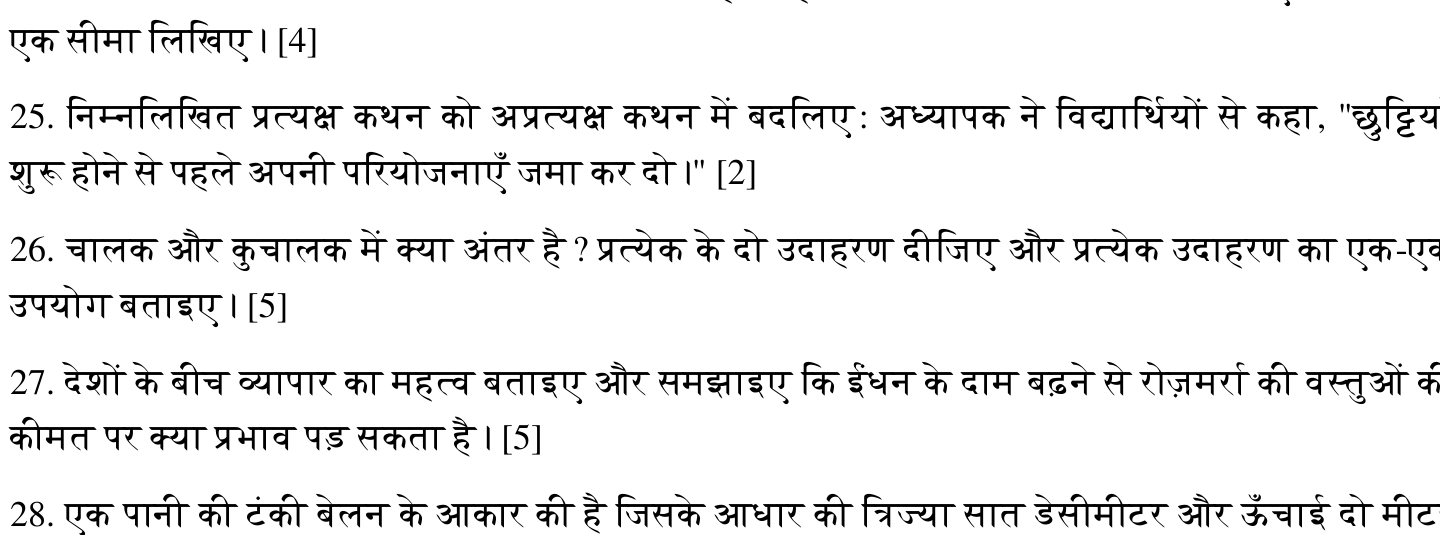 एक सीमा लिखिए। [4]
25. निम्नलिखित प्रत्यक्ष कथन को अप्रत्यक्ष कथन में बदलिए: अध्यापक ने विद्यार्थियों से कहा, "छुट्टियाँ
शुरू होने से पहले अपनी परियोजनाएँ जमा कर दो।" [2]
26. चालक और कुचालक में क्या अंतर है? प्रत्येक के दो उदाहरण दीजिए और प्रत्येक उदाहरण का एक-एक
उपयोग बताइए। [5]
27. देशों के बीच व्यापार का महत्व बताइए और समझाइए कि ईंधन के दाम बढ़ने से रोज़मर्रा की वस्तुओं की
कीमत पर क्या प्रभाव पड़ सकता है। [5]
28. एक पानी की टंकी बेलन के आकार की है जिसके आधार की त्रिज्या सात डेसीमीटर और ऊँचाई दो मीटर